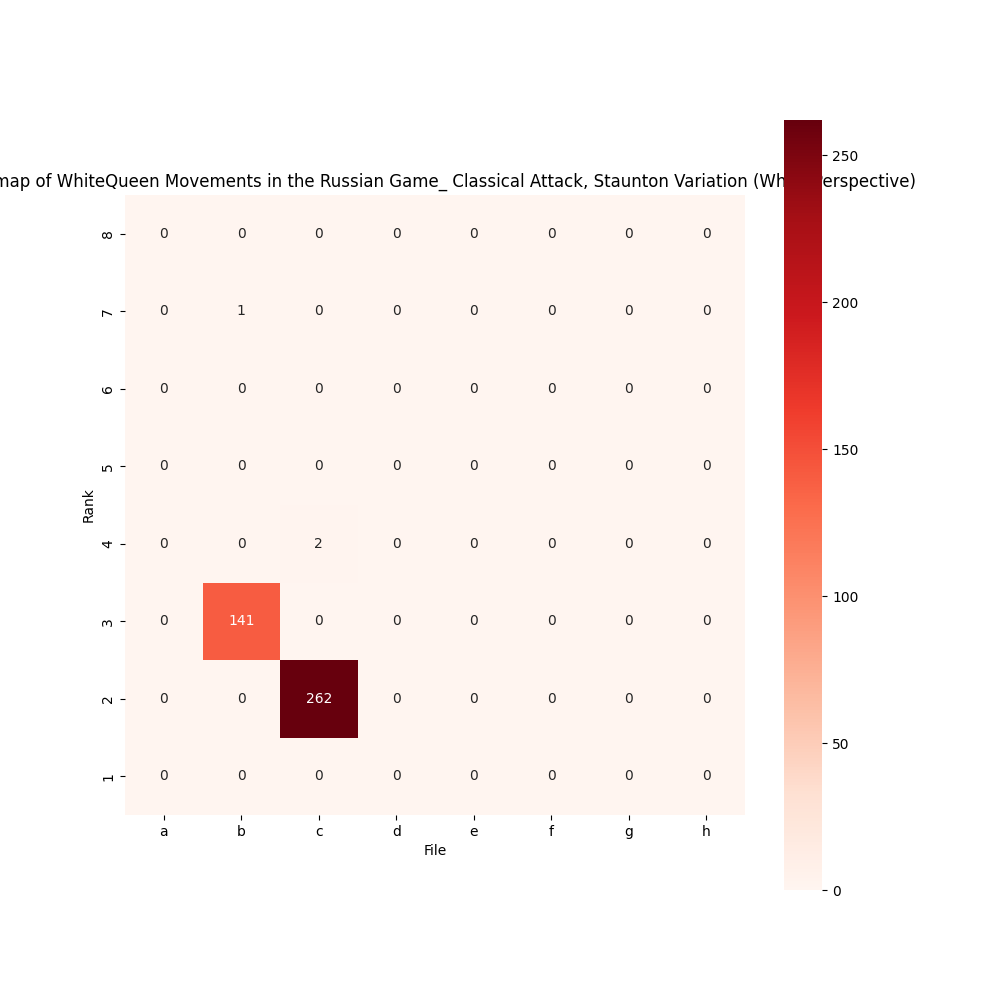 250
map of WhiteQueen Movements in the Russian Game_ Classical Attack, Staunton Variation (Wh erspective)
8 0 0 0 0 0 0 0 0
7 0 1 0 0 0 0 0 0
6 0 0 0 0 0 0 0 0
5 0 0 0 0 0 0 0 0
4 0 0 2 0 0 0 0 0
3 0 141 0 0 0 0 0 0
2 0 0 262 0 0 0 0 0
1 0 0 0 0 0 0 0 0
a b c d e f g h
File
Rank
200
150
100
50
0